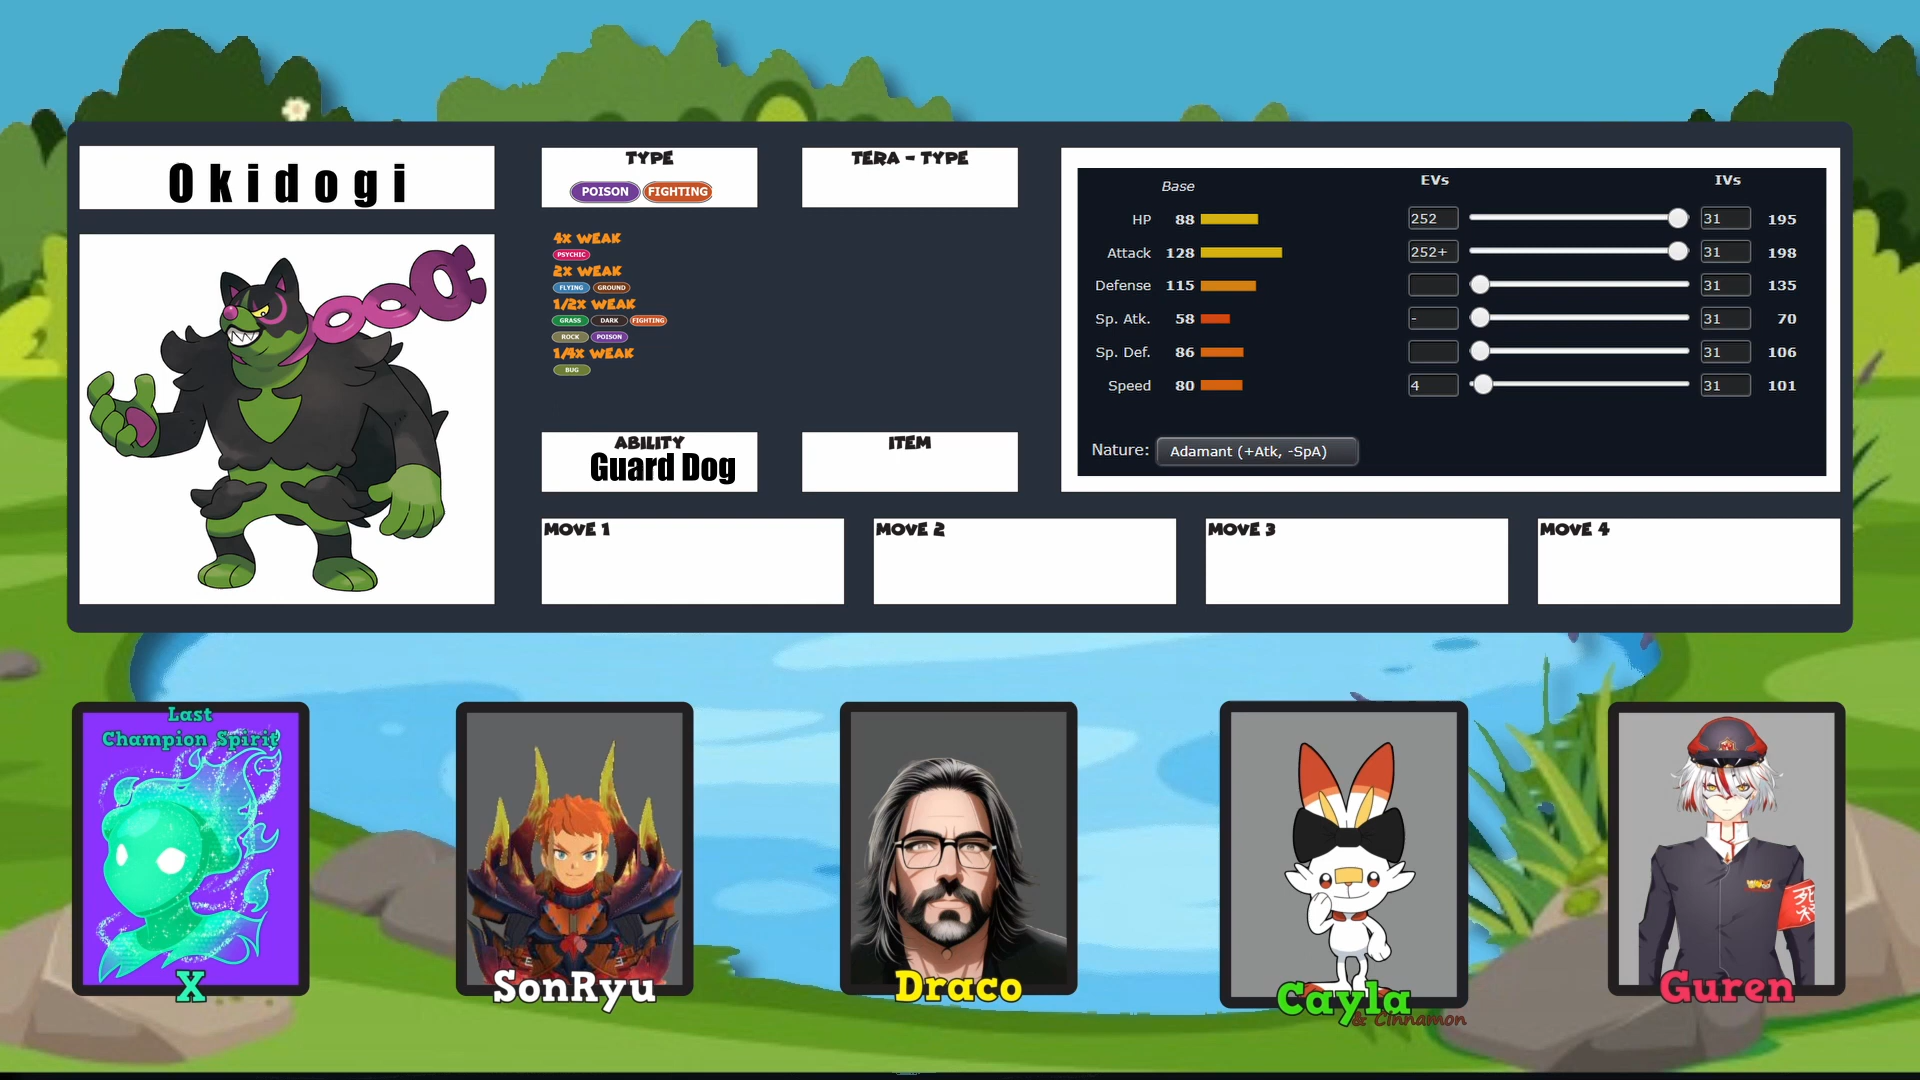 Okidogi
TYPE
POISON FIGHTING
TERA - TYPE
4X WEAK
PSYCHIC
2X WEAK
FLYING GROUND
1/2X WEAK
GRASS DARK FIGHTING
ROCK POISON
1/4X WEAK
BUG
ABILITY
Guard Dog
ITEM
Base EVs IVs
HP 88 252 31 195
Attack 128 252+ 31 198
Defense 115 31 135
Sp. Atk. 58 - 31 70
Sp. Def. 86 31 106
Speed 80 4 31 101
Nature: Adamant (+Atk, -SpA)
MOVE 1
MOVE 2
MOVE 3
MOVE 4
Last
Champion Spirit
X
SonRyu
Draco
Cayla
& Cinnamon
Guren
死神